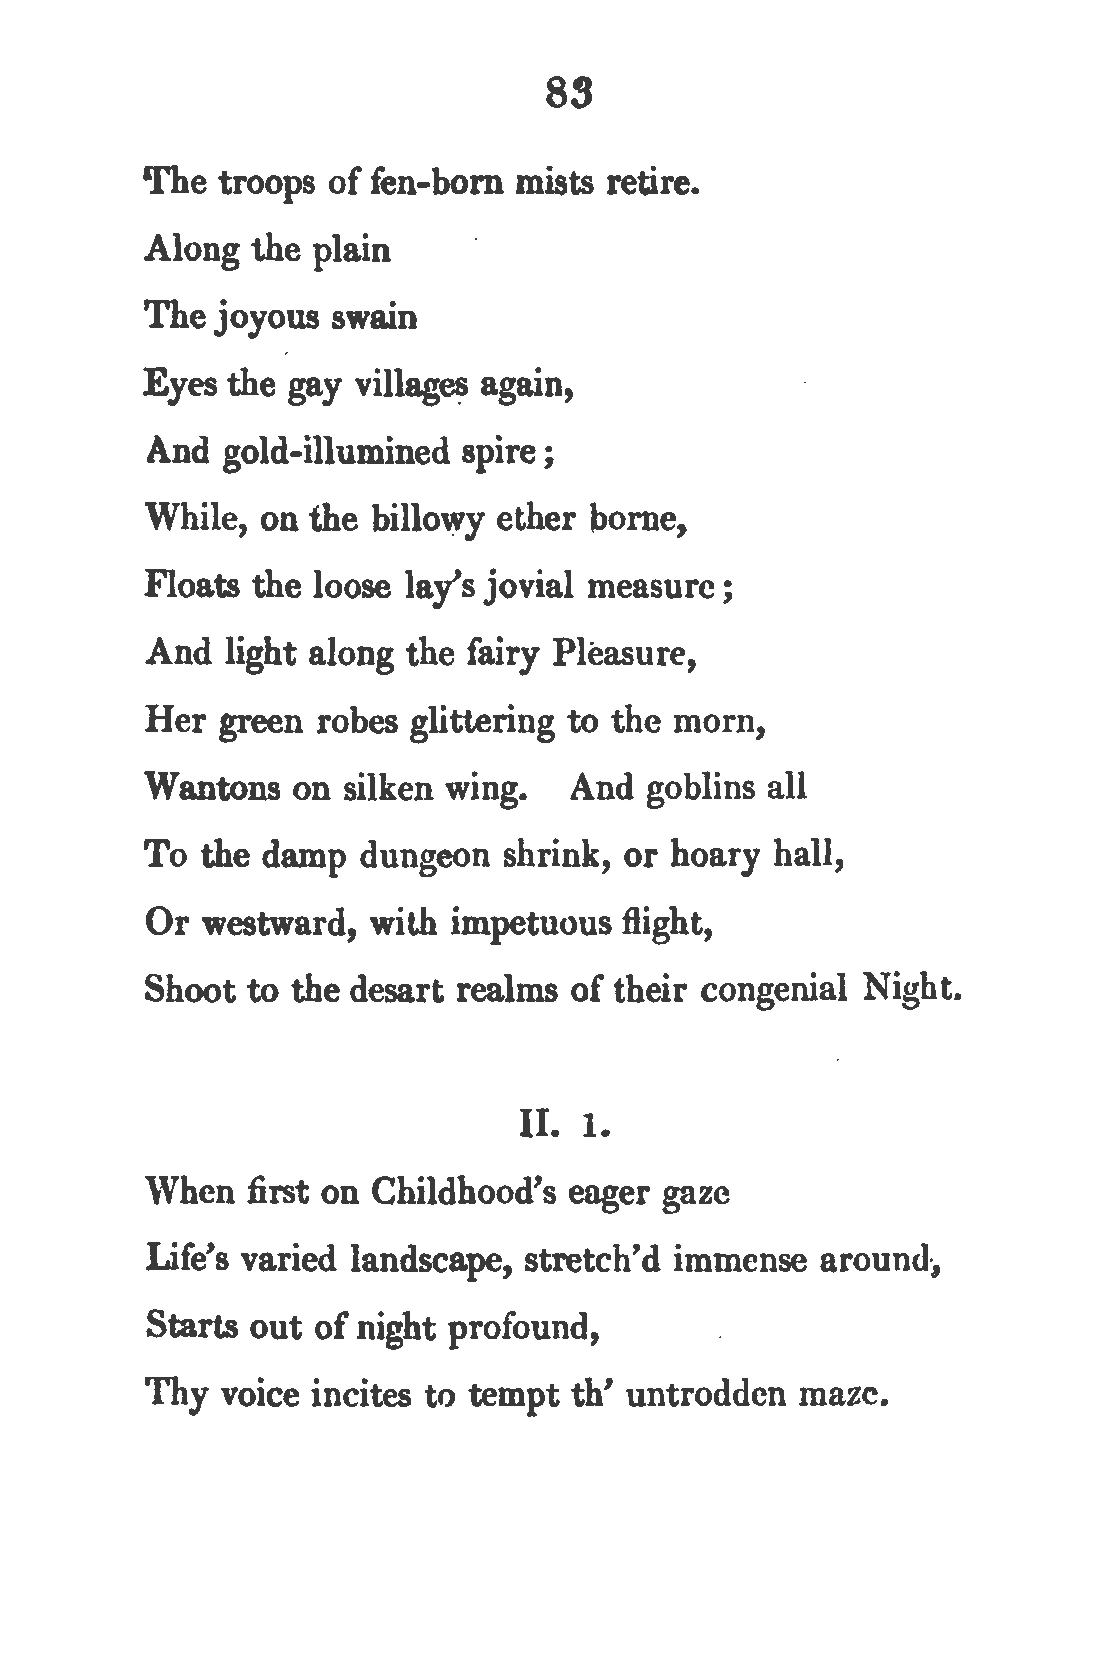 83
The troops of fen-born mists retire.
Along the plain
The joyous swain
Eyes the gay villages again,
And gold-illumined spire;
While, on the billowy ether borne,
Floats the loose lay's jovial measure;
And light along the fairy Pleasure,
Her green robes glittering to the morn,
Wantons on silken wing. And goblins all
To the damp dungeon shrink, or hoary hall,
Or westward, with impetuous flight,
Shoot to the desart realms of their congenial Night.
II. 1.
When first on Childhood's eager gaze
Life's varied landscape, stretch'd immense around,
Starts out of night profound,
Thy voice incites to tempt th' untrodden maze.